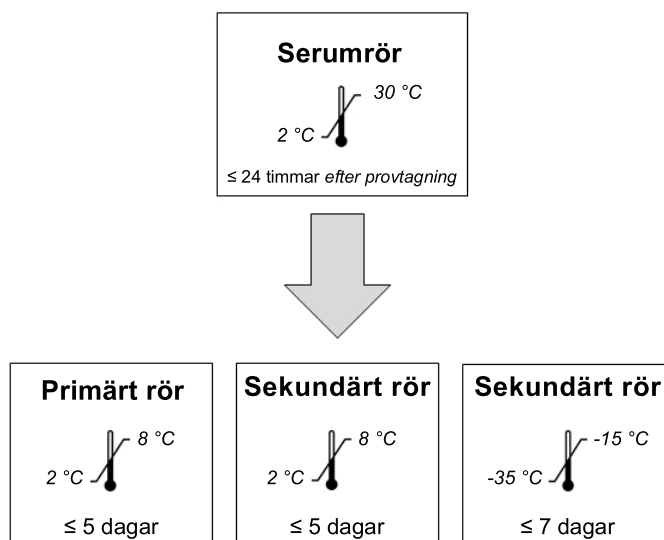 Serumrör
30 °C
2 °C
≤ 24 timmar efter provtagning
Primärt rör
8 °C
2 °C
≤ 5 dagar
Sekundärt rör
8 °C
2 °C
≤ 5 dagar
Sekundärt rör
-15 °C
-35 °C
≤ 7 dagar